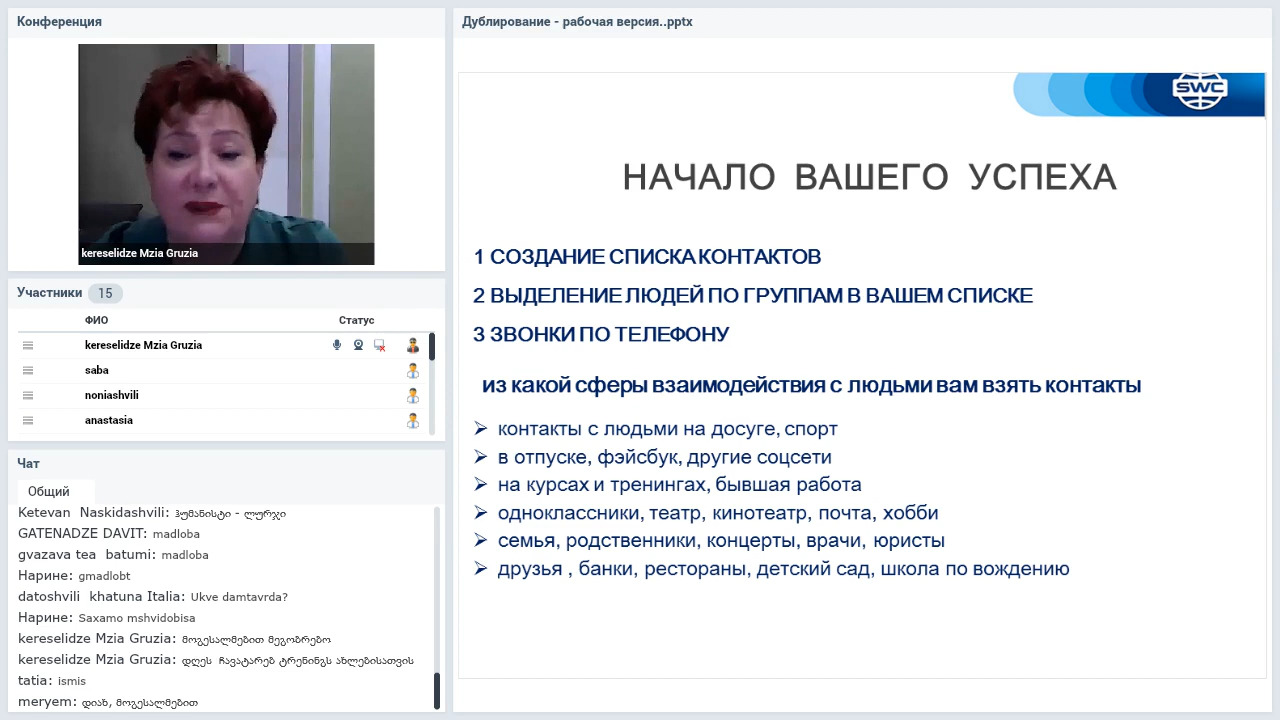 Конференция
kereselidze Mzia Gruzia
Участники 15
ФИО Статус
kereselidze Mzia Gruzia
saba
noniashvili
anastasia
Чат
Общий
Ketevan Naskidashvili: ჰუმანისტი - ლურჯი
GATENADZE DAVIT: madloba
gvazava tea batumi: madloba
Нарине: gmadlobt
datoshvili khatuna Italia: Ukve damtavrda?
Нарине: Saxamo mshvidobisa
kereselidze Mzia Gruzia: მოგესალმებით მეგობრებო
kereselidze Mzia Gruzia: დღეს ჩავატარებ ტრენინგს ახლებისათვის
tatia: ismis
meryem: დიახ, მოგესალმებით
Дублирование - рабочая версия..pptx
SWC
НАЧАЛО ВАШЕГО УСПЕХА
1 СОЗДАНИЕ СПИСКА КОНТАКТОВ
2 ВЫДЕЛЕНИЕ ЛЮДЕЙ ПО ГРУППАМ В ВАШЕМ СПИСКЕ
3 ЗВОНКИ ПО ТЕЛЕФОНУ
из какой сферы взаимодействия с людьми вам взять контакты
➢ контакты с людьми на досуге, спорт
➢ в отпуске, фэйсбук, другие соцсети
➢ на курсах и тренингах, бывшая работа
➢ одноклассники, театр, кинотеатр, почта, хобби
➢ семья, родственники, концерты, врачи, юристы
➢ друзья , банки, рестораны, детский сад, школа по вождению